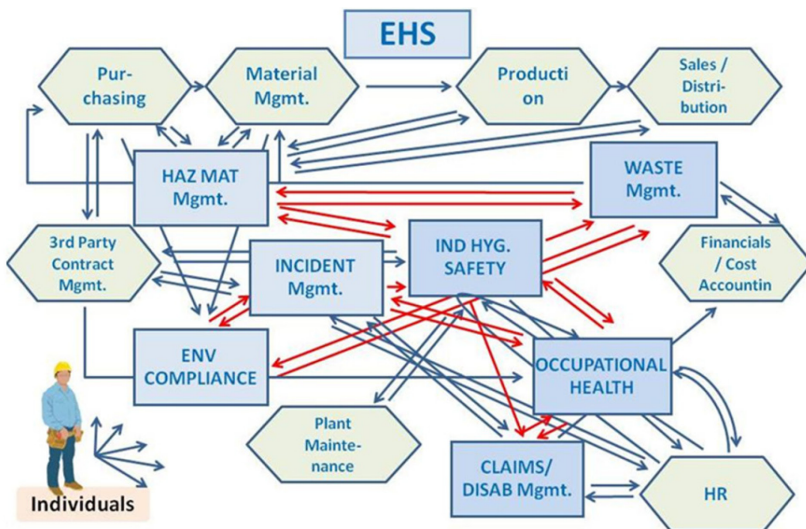 EHS
Pur-
chasing
Material
Mgmt.
Producti
on
Sales /
Distri-
bution
HAZ MAT
Mgmt.
WASTE
Mgmt.
3rd Party
Contract
Mgmt.
INCIDENT
Mgmt.
IND HYG.
SAFETY
Financials
/ Cost
Accountin
ENV
COMPLIANCE
OCCUPATIONAL
HEALTH
Plant
Mainte-
nance
CLAIMS/
DISAB Mgmt.
HR
Individuals